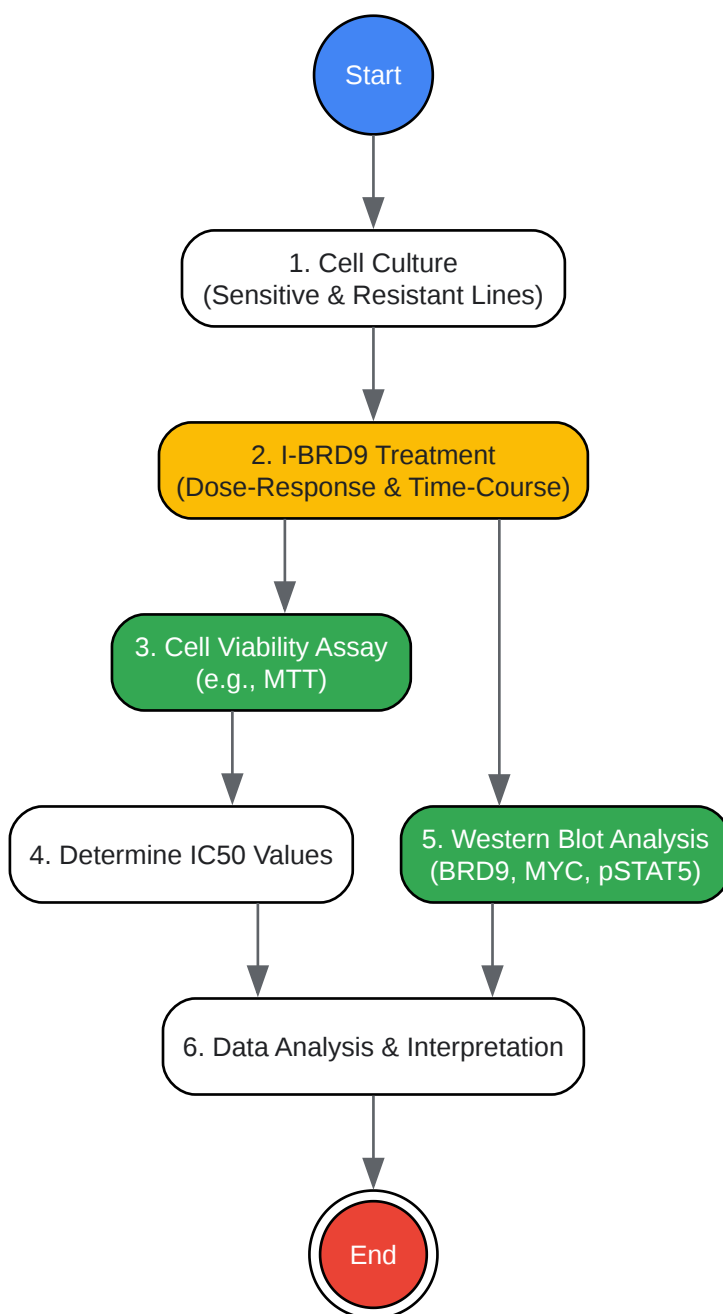 Start
1. Cell Culture
(Sensitive & Resistant Lines)
2. I-BRD9 Treatment
(Dose-Response & Time-Course)
3. Cell Viability Assay
(e.g., MTT)
4. Determine IC50 Values
5. Western Blot Analysis
(BRD9, MYC, pSTAT5)
6. Data Analysis & Interpretation
End